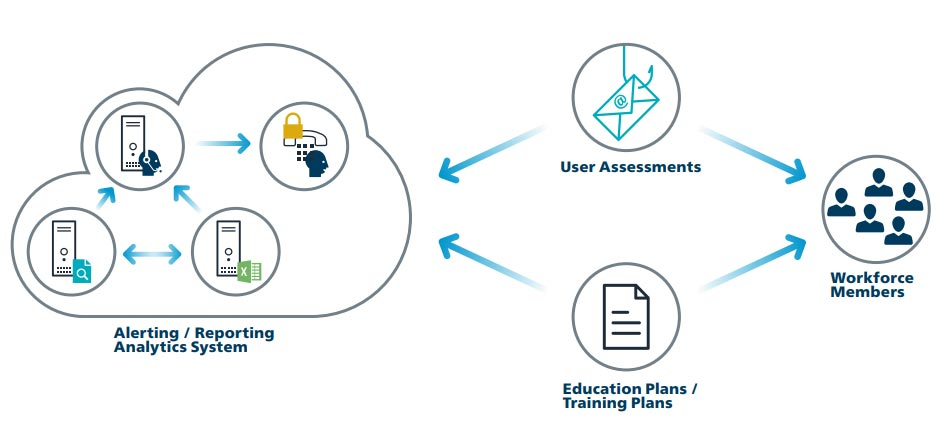 @
User Assessments
X
Workforce
Members
Alerting / Reporting
Analytics System
Education Plans /
Training Plans